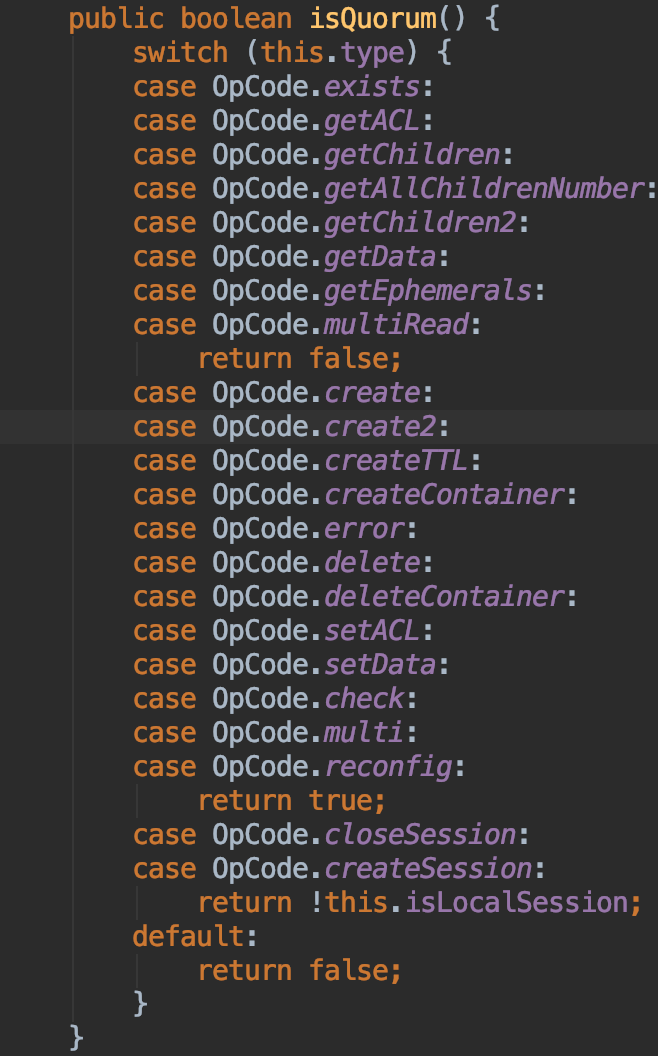 public boolean isQuorum() {
switch (this.type) {
case OpCode.exists:
case OpCode.getACL:
case OpCode.getChildren:
case OpCode.getAllChildrenNumber:
case OpCode.getChildren2:
case OpCode.getData:
case OpCode.getEphemerals:
case OpCode.multiRead:
return false;
case OpCode.create:
case OpCode.create2:
case OpCode.createTTL:
case OpCode.createContainer:
case OpCode.error:
case OpCode.delete:
case OpCode.deleteContainer:
case OpCode.setACL:
case OpCode.setData:
case OpCode.check:
case OpCode.multi:
case OpCode.reconfig:
return true;
case OpCode.closeSession:
case OpCode.createSession:
return !this.isLocalSession;
default:
return false;
}
}